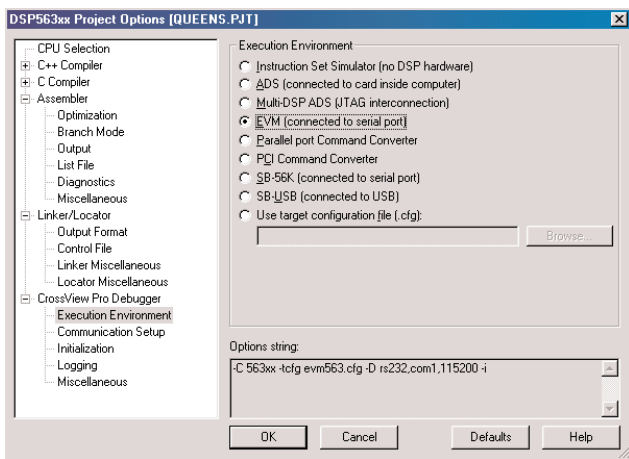 DSP563xx Project Options [QUEENS.PJT]
CPU Selection
C++ Compiler
C Compiler
Assembler
Optimization
Branch Mode
Output
List File
Diagnostics
Miscellaneous
Linker/Locator
Output Format
Control File
Linker Miscellaneous
Locator Miscellaneous
CrossView Pro Debugger
Execution Environment
Communication Setup
Initialization
Logging
Miscellaneous
Execution Environment
Instruction Set Simulator (no DSP hardware)
ADS (connected to card inside computer)
Multi-DSP ADS (JTAG interconnection)
EVM (connected to serial port)
Parallel port Command Converter
PCI Command Converter
SB-56K (connected to serial port)
SB-USB (connected to USB)
Use target configuration file (.cfg):
Browse...
Options string:
-C 563xx -tcfg evm563.cfg -D rs232,com1,115200 -i
OK Cancel Defaults Help